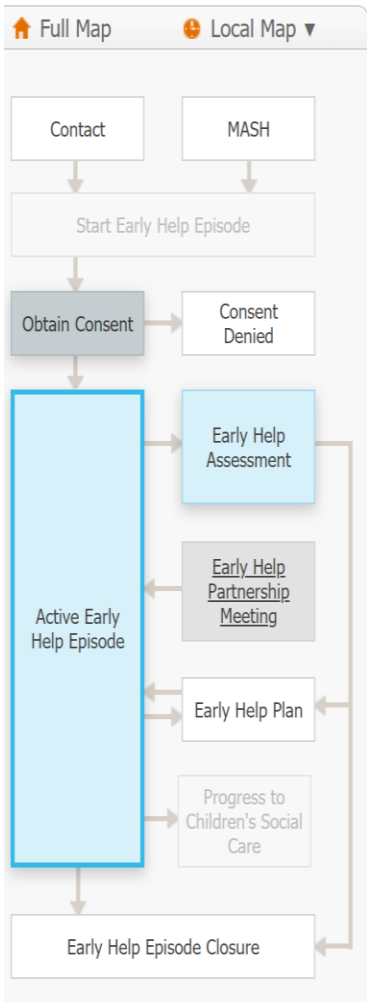 Full Map
Local Map ▼
Contact
MASH
Start Early Help Episode
Obtain Consent
Consent
Denied
Early Help
Assessment
Active Early
Help Episode
Early Help
Partnership
Meeting
Early Help Plan
Progress to
Children's Social
Care
Early Help Episode Closure